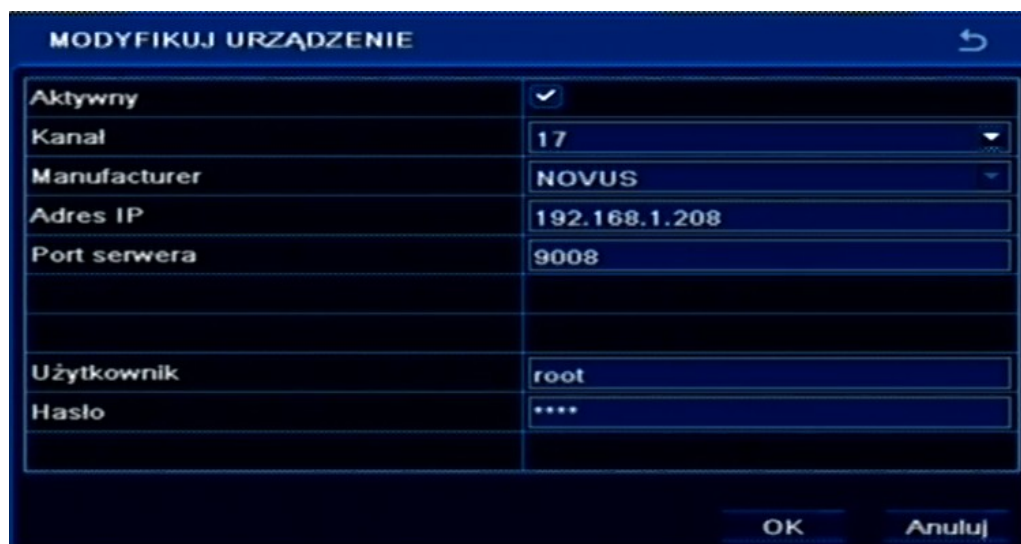 MODYFIKUJ URZĄDZENIE
Aktywny
Kanał 17
Manufacturer NOVUS
Adres IP 192.168.1.208
Port serwera 9008
Użytkownik root
Hasło ****
OK Anuluj